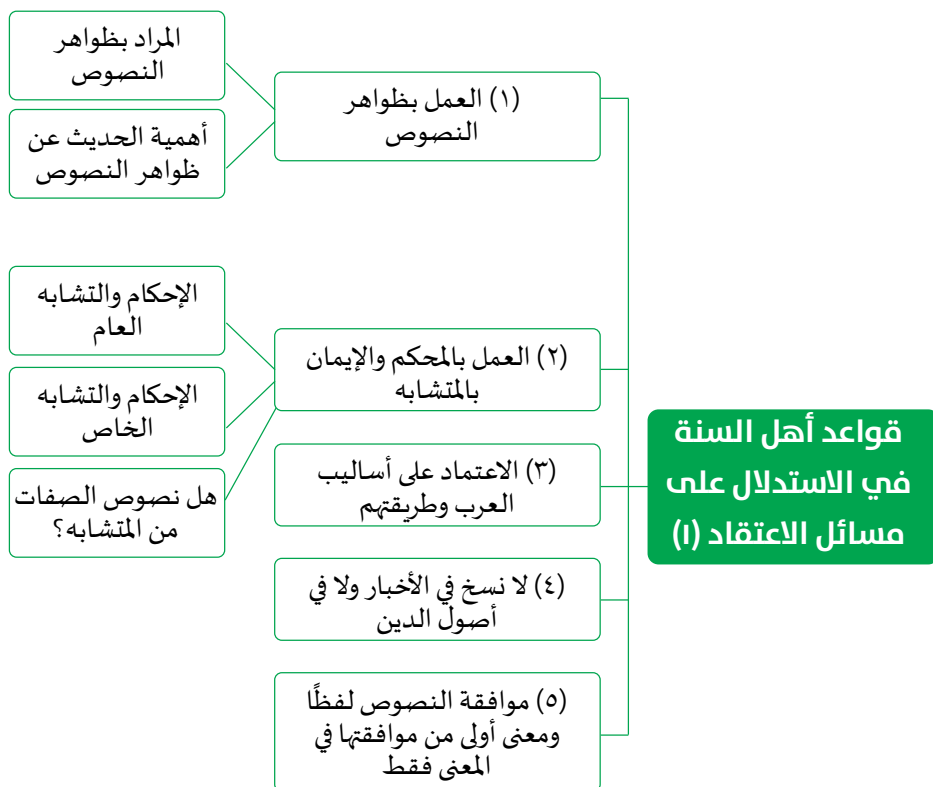 قواعد أهل السنة
في الاستدلال على
مسائل الاعتقاد (١)
(١) العمل بظواهر
النصوص
المراد بظواهر
النصوص
أهمية الحديث عن
ظواهر النصوص
(٢) العمل بالمحكم والإيمان
بالمتشابه
الإحكام والتشابه
العام
الإحكام والتشابه
الخاص
هل نصوص الصفات
من المتشابه؟
(٣) الاعتماد على أساليب
العرب وطريقتهم
(٤) لا نسخ في الأخبار ولا في
أصول الدين
(٥) موافقة النصوص لفظًا
ومعنى أولى من موافقتها في
المعنى فقط